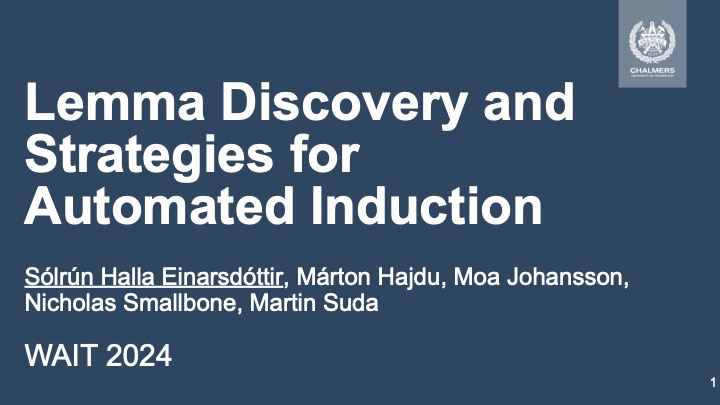 CHALMERS
UNIVERSITY OF TECHNOLOGY
Lemma Discovery and
Strategies for
Automated Induction
Sólrún Halla Einarsdóttir, Márton Hajdu, Moa Johansson,
Nicholas Smallbone, Martin Suda
WAIT 2024
1